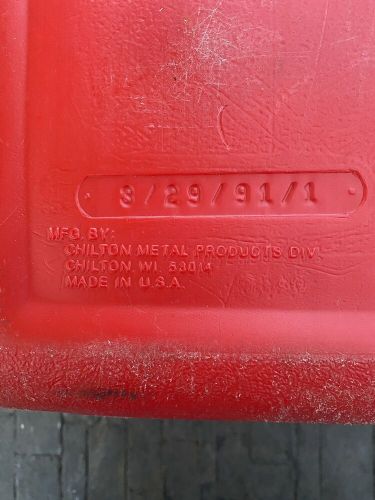 3/29/91/1
MFG. BY:
CHILTON METAL PRODUCTS DIV.
CHILTON WI. 53014
MADE IN U.S.A.